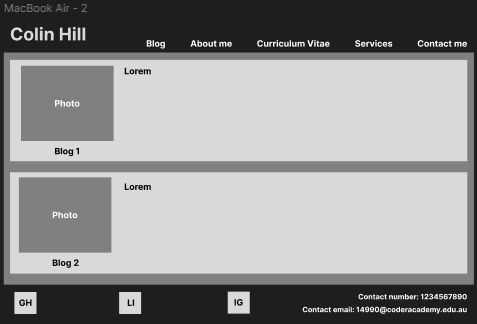 MacBook Air - 2
Colin Hill
Blog About me Curriculum Vitae Services Contact me
Photo
Lorem
Blog 1
Photo
Lorem
Blog 2
GH LI IG
Contact number: 1234567890
Contact email: 14990@coderacademy.edu.au